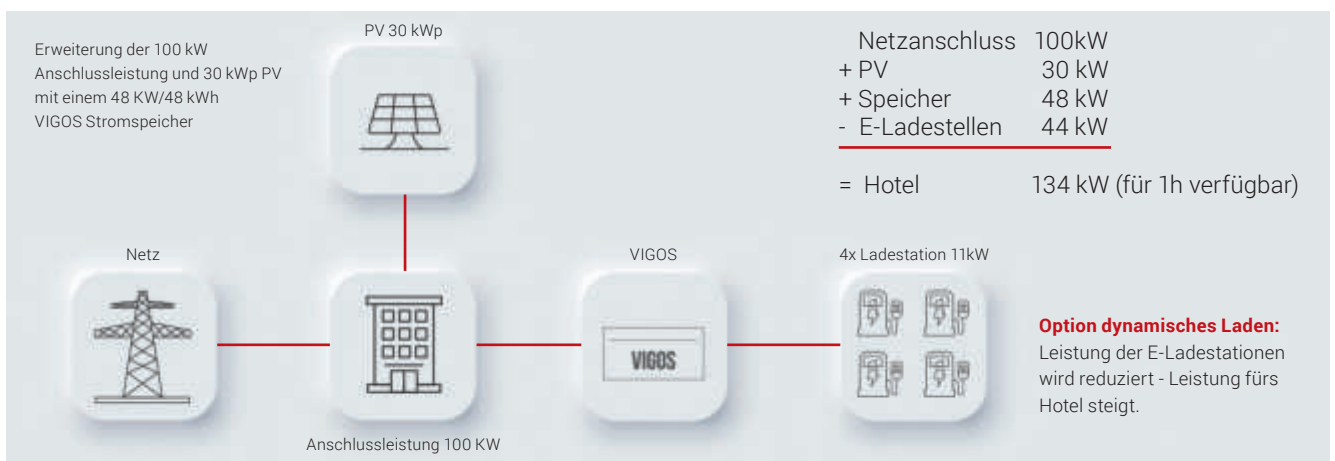 Erweiterung der 100 kW
Anschlussleistung und 30 kWp PV
mit einem 48 KW/48 kWh
VIGOS Stromspeicher
PV 30 kWp
Netzanschluss 100kW
+ PV 30 kW
+ Speicher 48 kW
- E-Ladestellen 44 kW
= Hotel 134 kW (für 1h verfügbar)
Netz
Anschlussleistung 100 KW
VIGOS
VIGOS
4x Ladestation 11kW
Option dynamisches Laden:
Leistung der E-Ladestationen
wird reduziert - Leistung fürs
Hotel steigt.